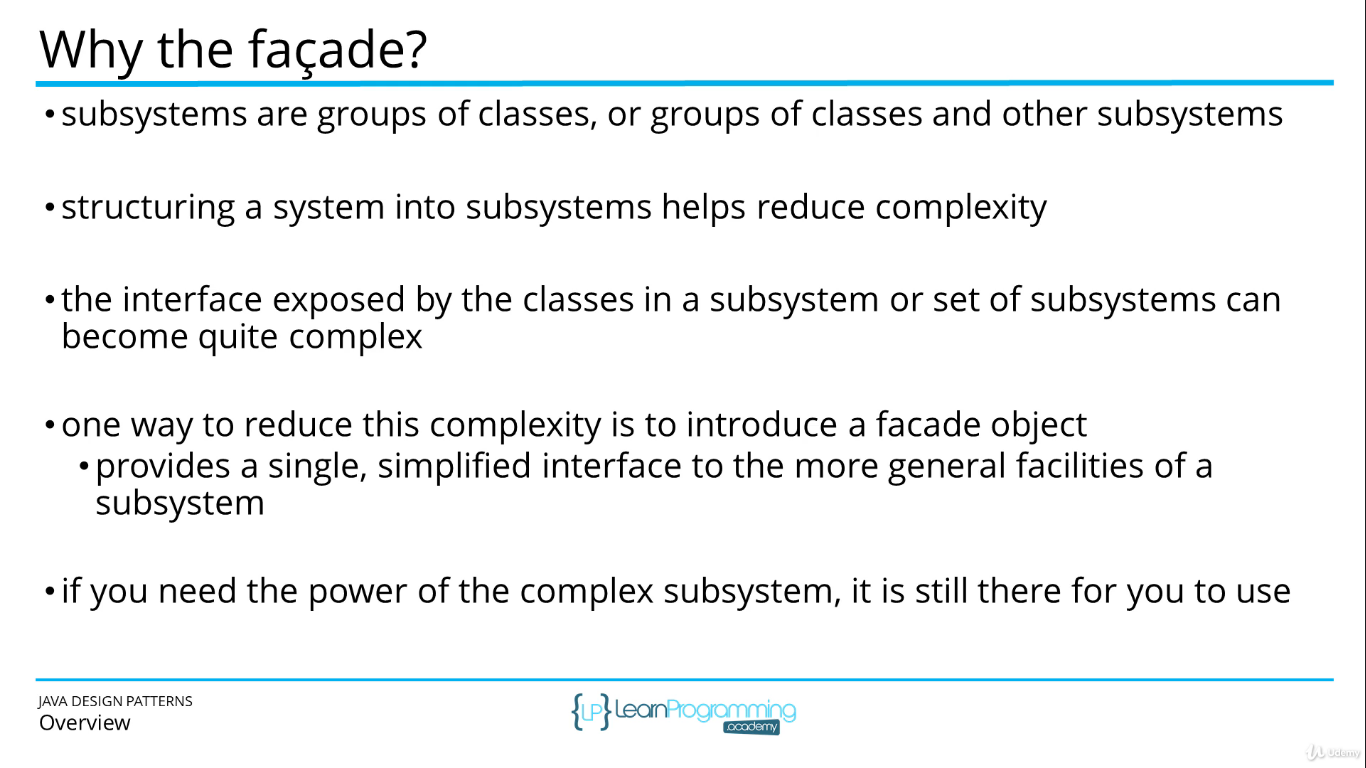 Why the façade?
• subsystems are groups of classes, or groups of classes and other subsystems
• structuring a system into subsystems helps reduce complexity
• the interface exposed by the classes in a subsystem or set of subsystems can
become quite complex
• one way to reduce this complexity is to introduce a facade object
• provides a single, simplified interface to the more general facilities of a
subsystem
• if you need the power of the complex subsystem, it is still there for you to use
JAVA DESIGN PATTERNS
Overview
{LP} LearnProgramming
.academy
Udemy